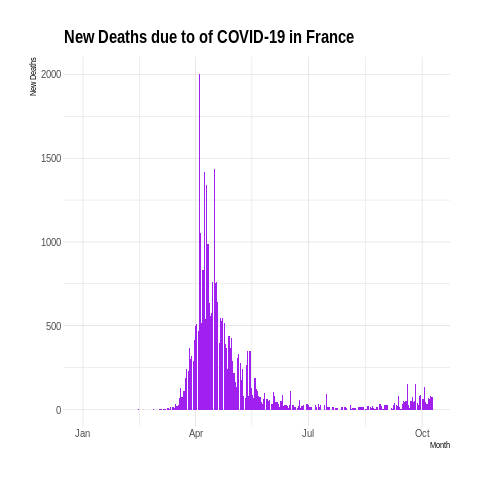 New Deaths due to of COVID-19 in France
New Deaths
2000
1500
1000
500
0
Jan
Apr
Jul
Oct
Month